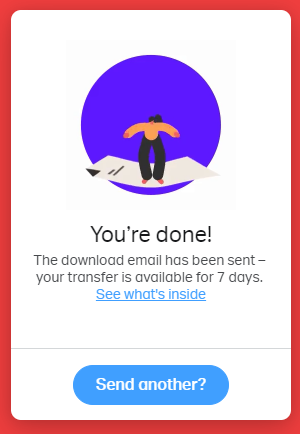 You’re done!
The download email has been sent –
your transfer is available for 7 days.
See what's inside
Send another?